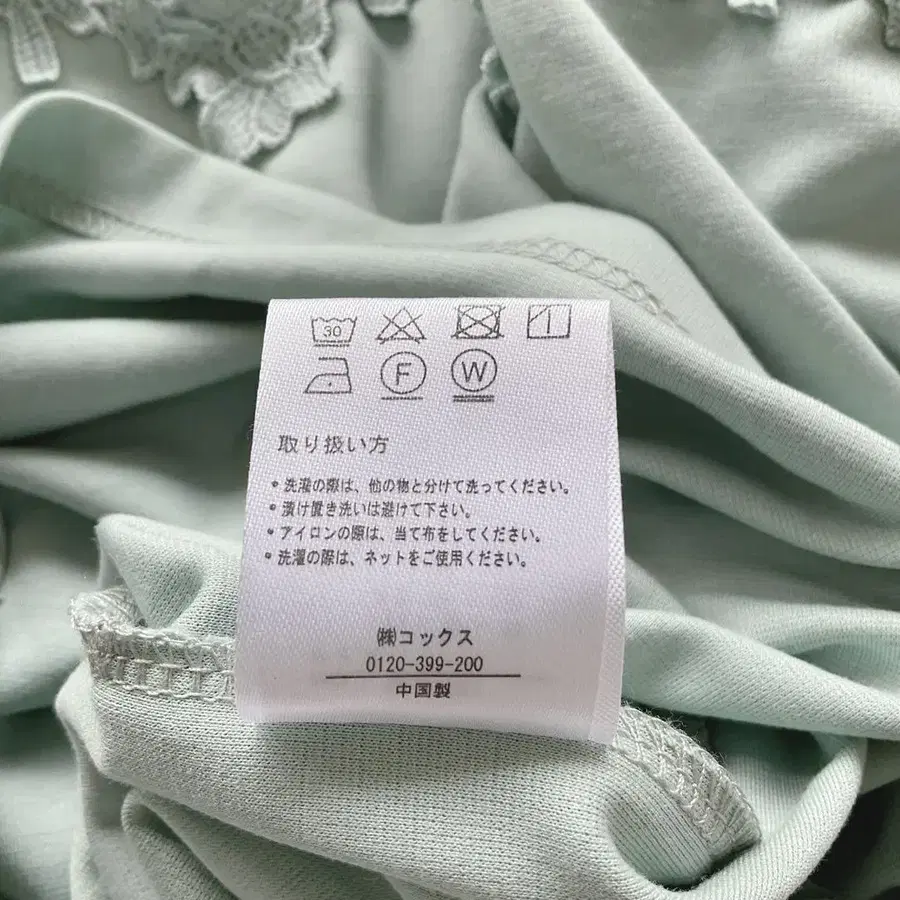 30
F W
取り扱い方
・洗濯の際は、他の物と分けて洗ってください。
・漬け置き洗いは避けて下さい。
・アイロンの際は、当て布をしてください。
・洗濯の際は、ネットをご使用ください。
㈱コックス
0120-399-200
中国製